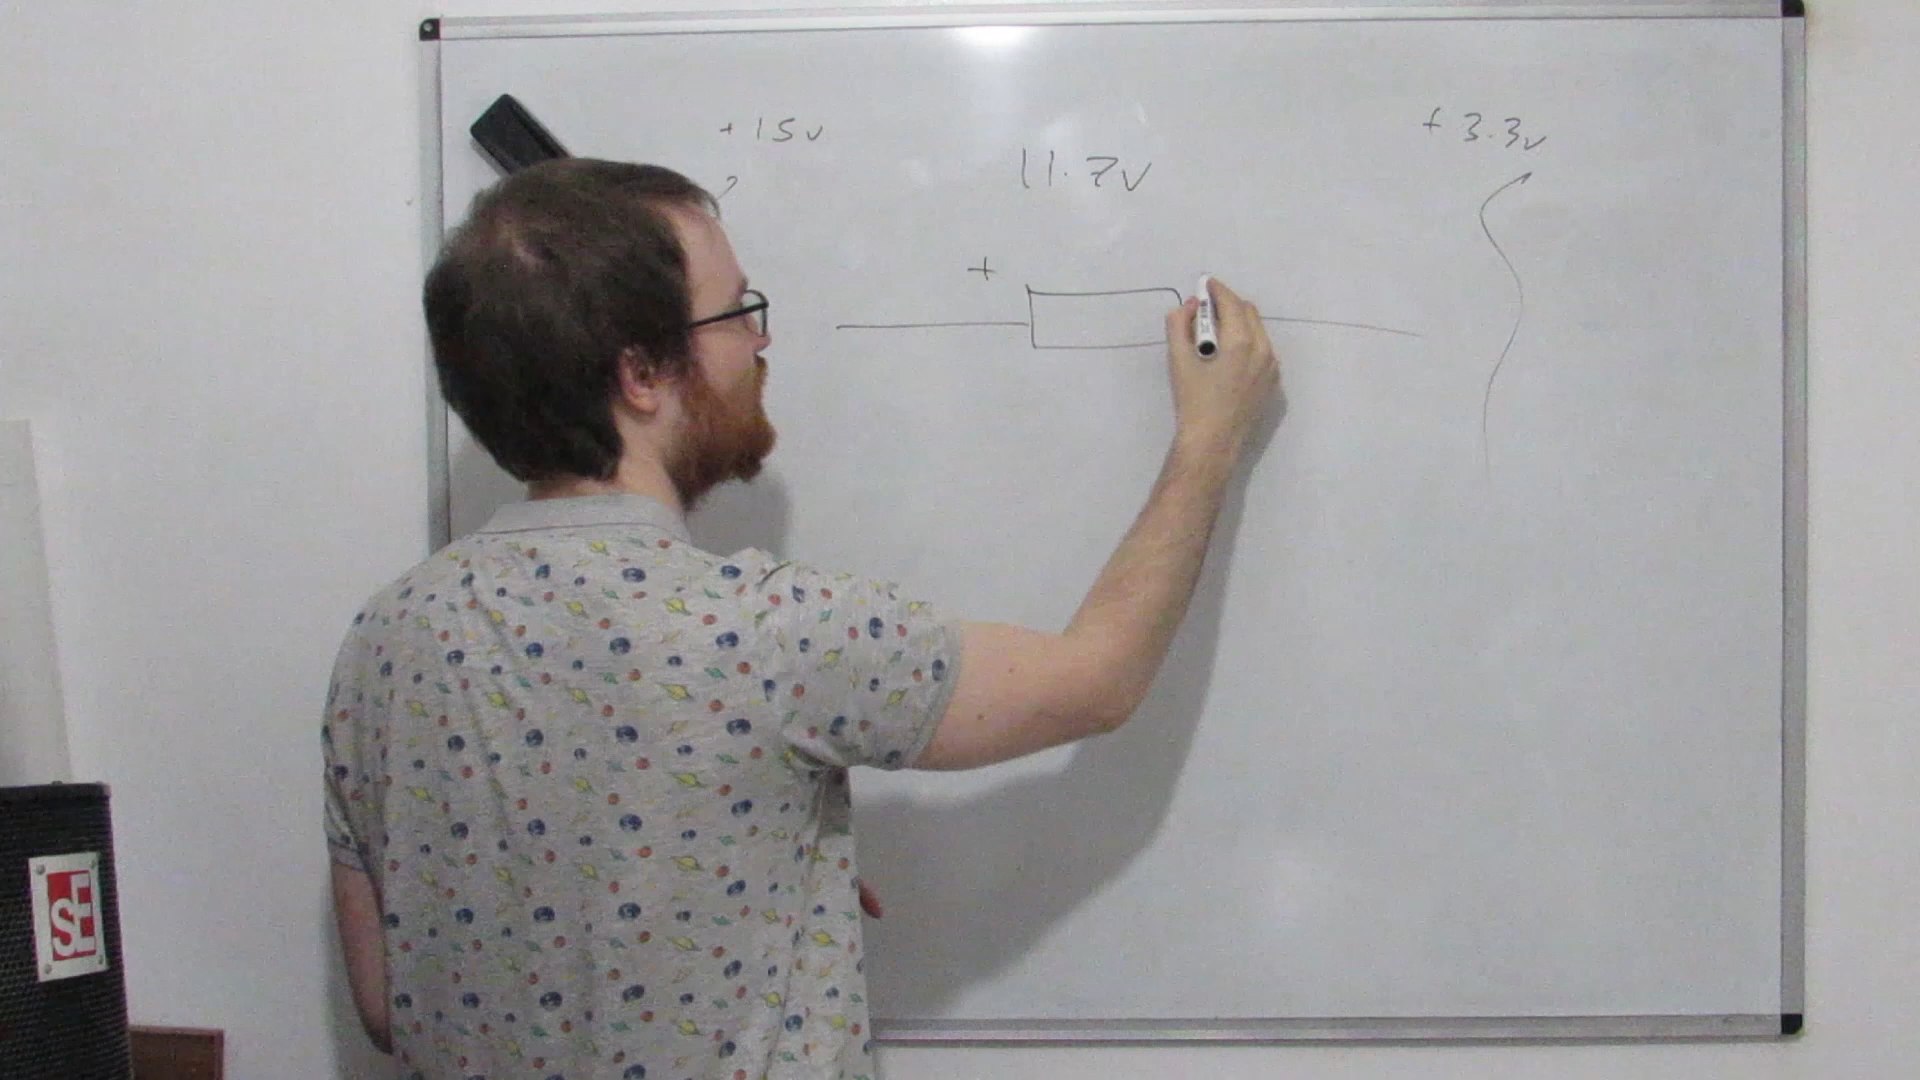 + 15v
+ 3.3v
11.7v
+
SE